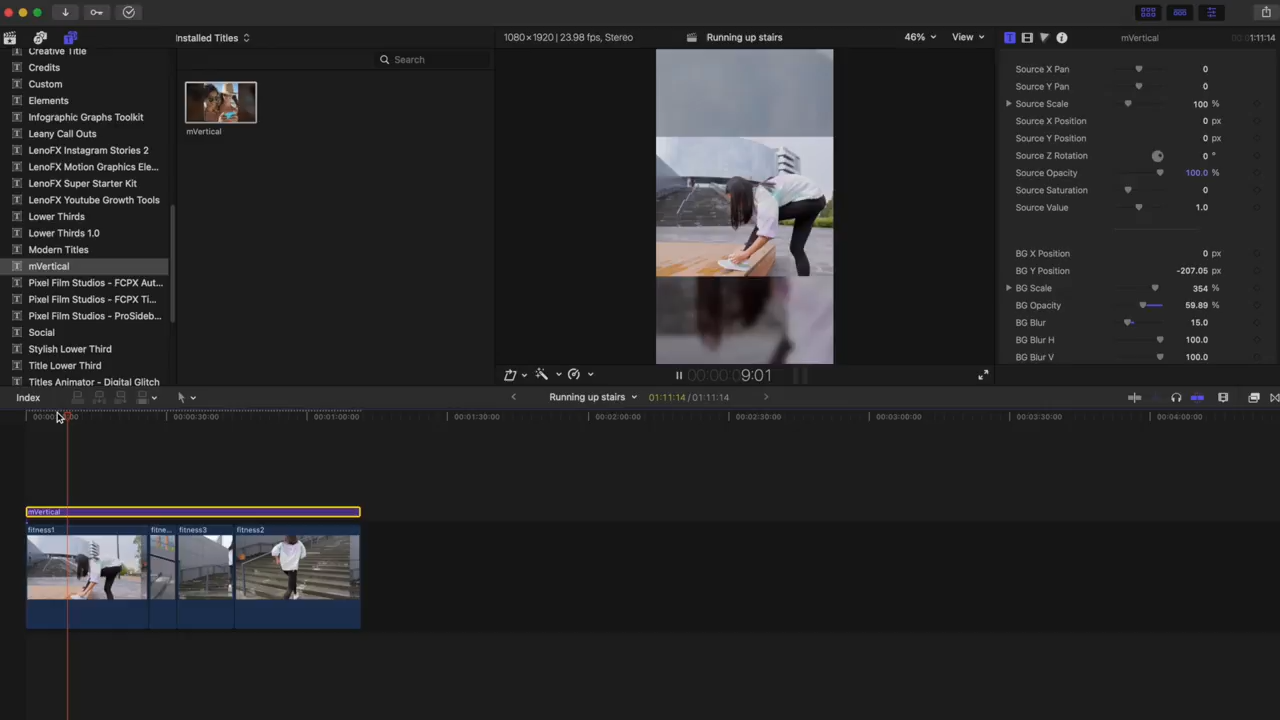 Installed Titles
1080×1920 | 23.98 fps, Stereo
Running up stairs
46%
View
mVertical
01:11:14
Creative Title
Credits
Custom
Elements
Infographic Graphs Toolkit
Leany Call Outs
LenoFX Instagram Stories 2
LenoFX Motion Graphics Ele...
LenoFX Super Starter Kit
LenoFX Youtube Growth Tools
Lower Thirds
Lower Thirds 1.0
Modern Titles
mVertical
Pixel Film Studios - FCPX Aut...
Pixel Film Studios - FCPX Ti...
Pixel Film Studios - ProSideb...
Social
Stylish Lower Third
Title Lower Third
Titles Animator - Digital Glitch
Search
mVertical
Source X Pan 0
Source Y Pan 0
Source Scale 100 %
Source X Position 0 px
Source Y Position 0 px
Source Z Rotation 0 °
Source Opacity 100.0 %
Source Saturation 0
Source Value 1.0
BG X Position 0 px
BG Y Position -207.05 px
BG Scale 354 %
BG Opacity 59.89 %
BG Blur 15.0
BG Blur H 100.0
BG Blur V 100.0
00:00:09:01
Index
Running up stairs
01:11:14 / 01:11:14
00:00:30:00
00:01:00:00
00:01:30:00
00:02:00:00
00:02:30:00
00:03:00:00
00:03:30:00
00:04:00:00
mVertical
fitness1
fitne...
fitness3
fitness2